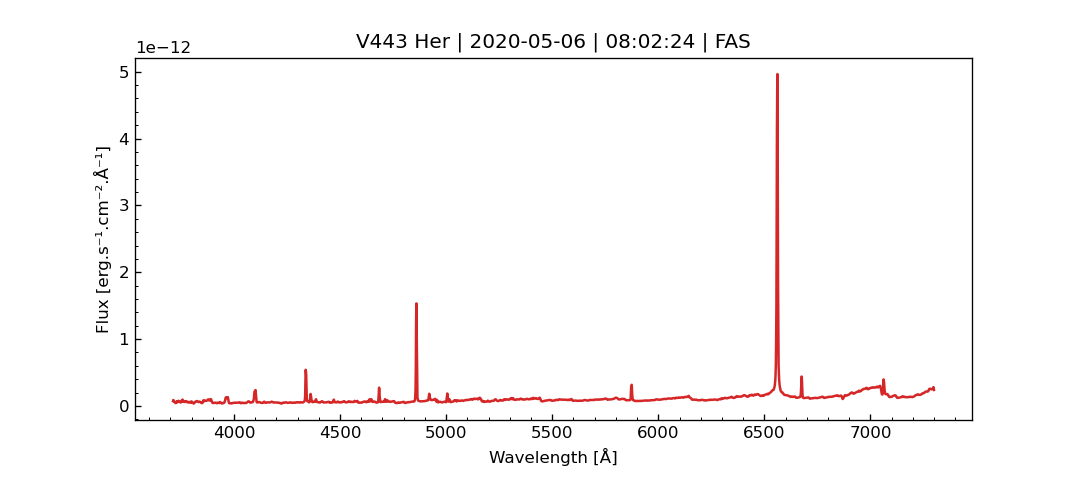 V443 Her | 2020-05-06 | 08:02:24 | FAS
1e−12
5
4
3
2
1
0
Flux [erg.s⁻¹.cm⁻².Å⁻¹]
4000 4500 5000 5500 6000 6500 7000
Wavelength [Å]